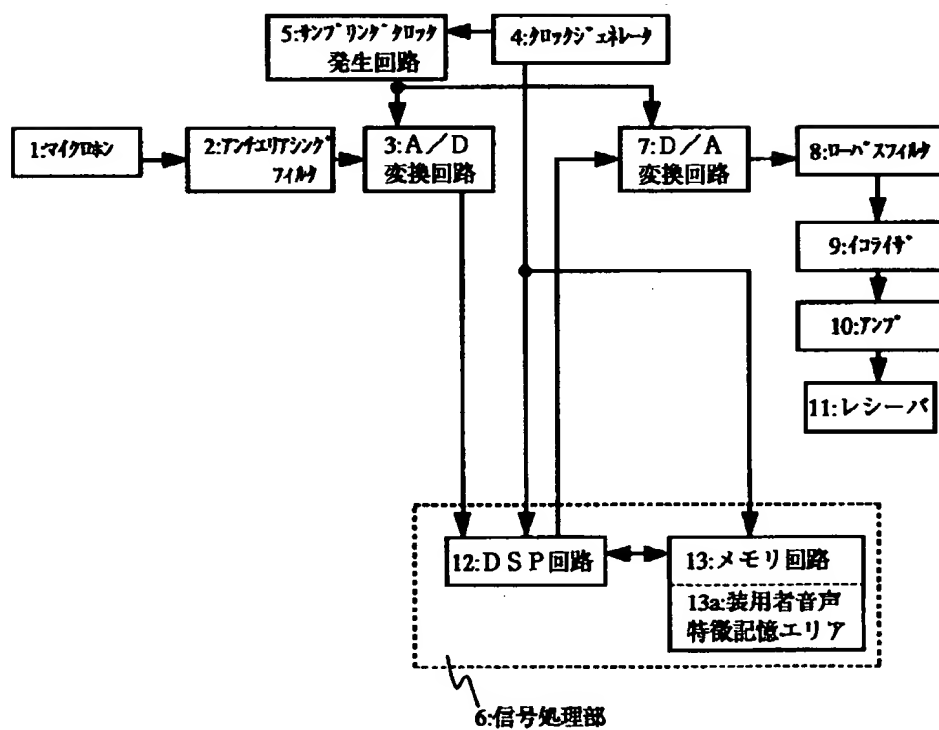 5:ｻﾝﾌﾟﾘﾝｸﾞｸﾛｯｸ
発生回路
4:ｸﾛｯｸｼﾞｪﾈﾚｰﾀ
1:マイクロホン
2:ｱﾝﾁｴﾘｱｼﾝｸﾞ
フィルタ
3:A／D
変換回路
7:D／A
変換回路
8:ﾛｰﾊﾟｽフィルタ
9:ｲｺﾗｲｻﾞ
10:ｱﾝﾌﾟ
11:レシーバ
12:DSP回路
13:メモリ回路
13a:装用者音声
特徴記憶エリア
6:信号処理部